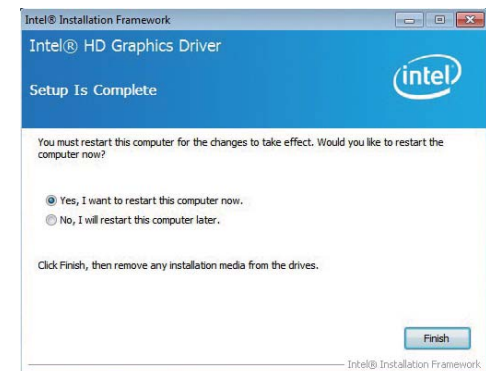 Intel® Installation Framework
Intel® HD Graphics Driver
intel
Setup Is Complete
You must restart this computer for the changes to take effect. Would you like to restart the
computer now?
Yes, I want to restart this computer now.
No, I will restart this computer later.
Click Finish, then remove any installation media from the drives.
Finish
Intel® Installation Framework